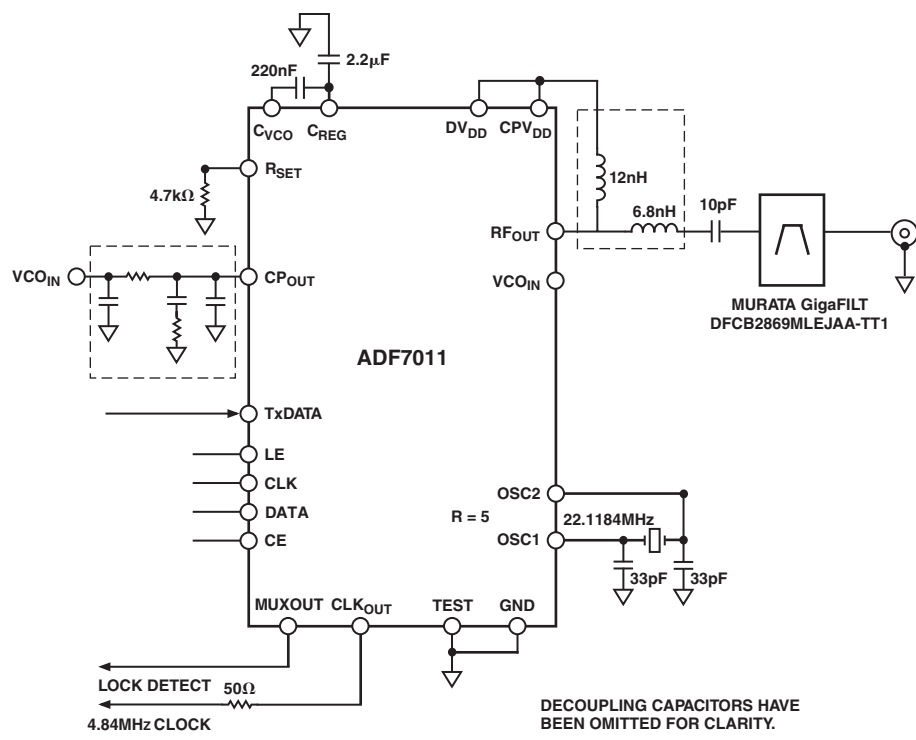 2.2μF
220nF
CVCO
CREG
DVDD
CPVDD
RSET
4.7kΩ
12nH
6.8nH
10pF
RFOUT
VCOIN
CPOUT
VCOIN
MURATA GigaFILT
DFCB2869MLEJAA-TT1
ADF7011
TxDATA
LE
CLK
DATA
CE
OSC2
R = 5
22.1184MHz
OSC1
33pF
33pF
MUXOUT
CLKOUT
TEST
GND
LOCK DETECT
50Ω
4.84MHz CLOCK
DECOUPLING CAPACITORS HAVE
BEEN OMITTED FOR CLARITY.